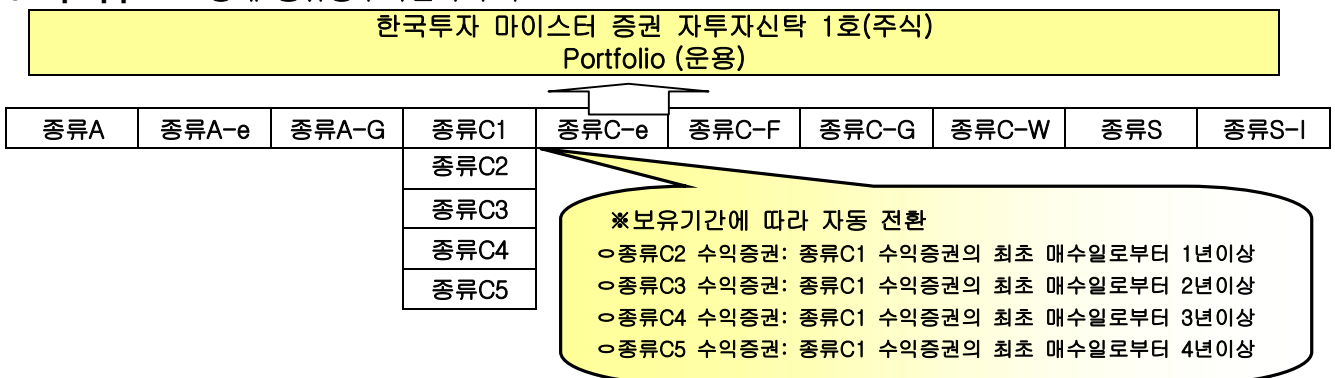 한국투자 마이스터 증권 자투자신탁 1호(주식)
Portfolio (운용)
종류A 종류A-e 종류A-G 종류C1 종류C-e 종류C-F 종류C-G 종류C-W 종류S 종류S-I
종류C2
종류C3
종류C4
종류C5
※보유기간에 따라 자동 전환
ㅇ종류C2 수익증권: 종류C1 수익증권의 최초 매수일로부터 1년이상
ㅇ종류C3 수익증권: 종류C1 수익증권의 최초 매수일로부터 2년이상
ㅇ종류C4 수익증권: 종류C1 수익증권의 최초 매수일로부터 3년이상
ㅇ종류C5 수익증권: 종류C1 수익증권의 최초 매수일로부터 4년이상